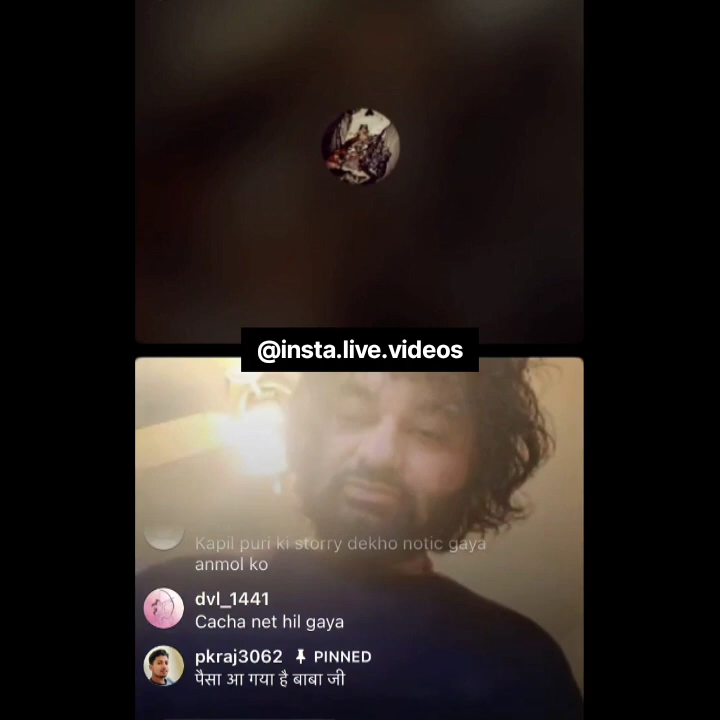 @insta.live.videos
Kapil puri ki storry dekho notic gaya
anmol ko
dvl_1441
Cacha net hil gaya
pkraj3062 PINNED
पैसा आ गया है बाबा जी